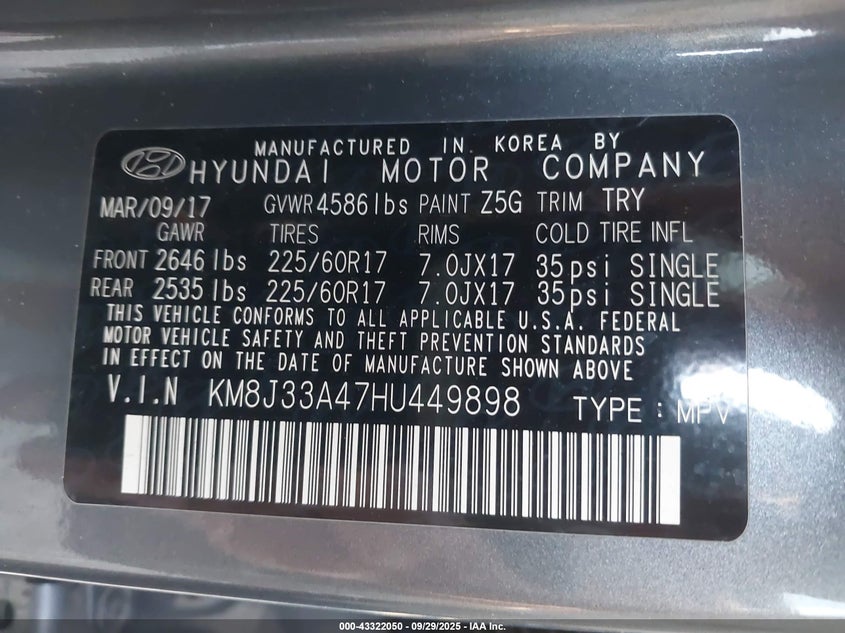 MANUFACTURED IN KOREA BY
HYUNDAI MOTOR COMPANY
MAR/09/17 GVWR 4586lbs PAINT Z5G TRIM TRY
GAWR TIRES RIMS COLD TIRE INFL
FRONT 2646 lbs 225/60R17 7.0JX17 35psi SINGLE
REAR 2535 lbs 225/60R17 7.0JX17 35psi SINGLE
THIS VEHICLE CONFORMS TO ALL APPLICABLE U.S.A. FEDERAL
MOTOR VEHICLE SAFETY AND THEFT PREVENTION STANDARDS
IN EFFECT ON THE DATE OF MANUFACTURE SHOWN ABOVE
V.I.N KM8J33A47HU449898 TYPE : MPV
000-43322050 - 09/29/2025 - IAA Inc.